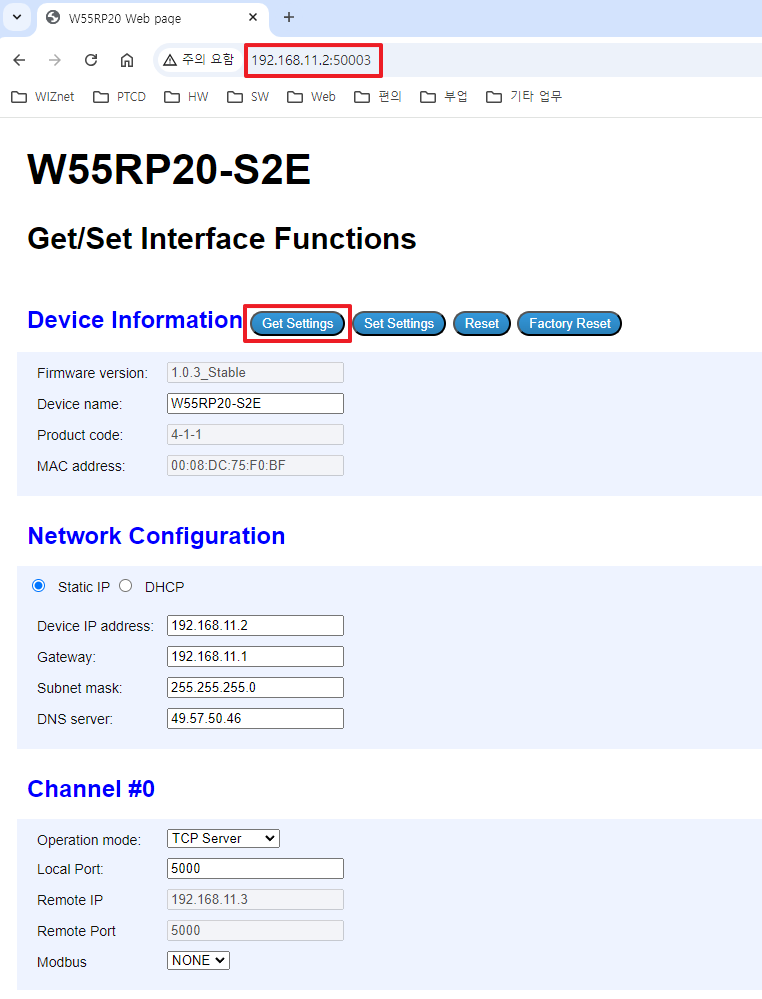 W55RP20 Web page
주의 요함 192.168.11.2:50003
WIZnet PTCD HW SW Web 편의 부업 기타 업무
W55RP20-S2E
Get/Set Interface Functions
Device Information Get Settings Set Settings Reset Factory Reset
Firmware version: 1.0.3_Stable
Device name: W55RP20-S2E
Product code: 4-1-1
MAC address: 00:08:DC:75:F0:BF
Network Configuration
Static IP DHCP
Device IP address: 192.168.11.2
Gateway: 192.168.11.1
Subnet mask: 255.255.255.0
DNS server: 49.57.50.46
Channel #0
Operation mode: TCP Server
Local Port: 5000
Remote IP 192.168.11.3
Remote Port 5000
Modbus NONE